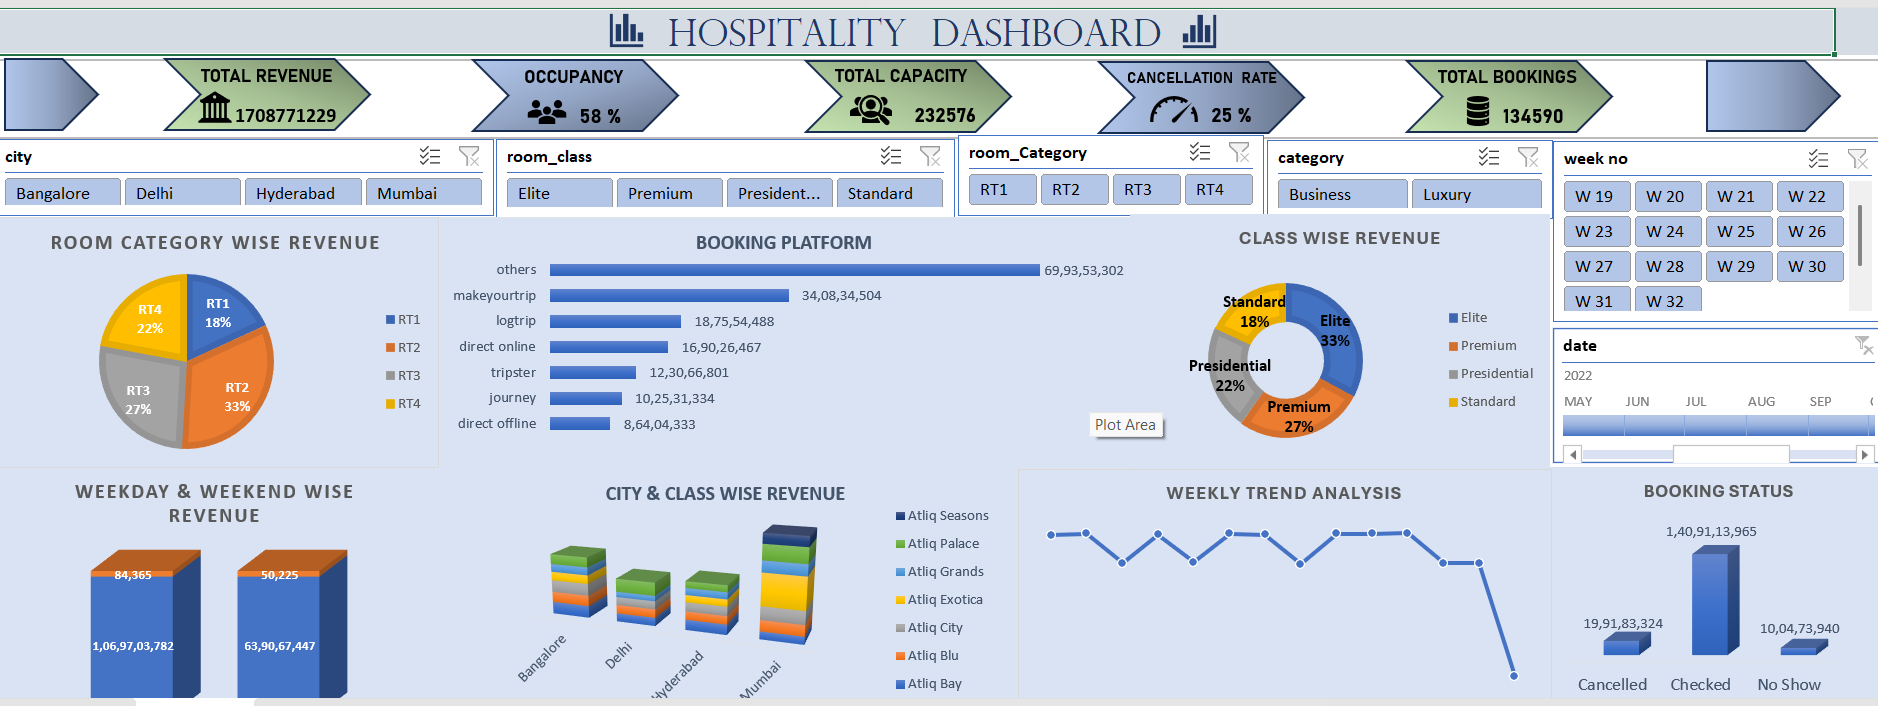 HOSPITALITY DASHBOARD
TOTAL REVENUE
1708771229
OCCUPANCY
58 %
TOTAL CAPACITY
232576
CANCELLATION RATE
25 %
TOTAL BOOKINGS
134590
city
Bangalore
Delhi
Hyderabad
Mumbai
room_class
Elite
Premium
President...
Standard
room_Category
RT1
RT2
RT3
RT4
category
Business
Luxury
week no
W 19 W 20 W 21 W 22
W 23 W 24 W 25 W 26
W 27 W 28 W 29 W 30
W 31 W 32
date
2022
MAY JUN JUL AUG SEP
ROOM CATEGORY WISE REVENUE
RT1
18%
RT2
33%
RT3
27%
RT4
22%
RT1
RT2
RT3
RT4
BOOKING PLATFORM
others 69,93,53,302
makeyourtrip 34,08,34,504
logtrip 18,75,54,488
direct online 16,90,26,467
tripster 12,30,66,801
journey 10,25,31,334
direct offline 8,64,04,333
Plot Area
CLASS WISE REVENUE
Standard
18%
Elite
33%
Presidential
22%
Premium
27%
Elite
Premium
Presidential
Standard
WEEKDAY & WEEKEND WISE
REVENUE
84,365
1,06,97,03,782
50,225
63,90,67,447
CITY & CLASS WISE REVENUE
Bangalore
Delhi
Hyderabad
Mumbai
Atliq Seasons
Atliq Palace
Atliq Grands
Atliq Exotica
Atliq City
Atliq Blu
Atliq Bay
WEEKLY TREND ANALYSIS
BOOKING STATUS
1,40,91,13,965
19,91,83,324
10,04,73,940
Cancelled Checked No Show